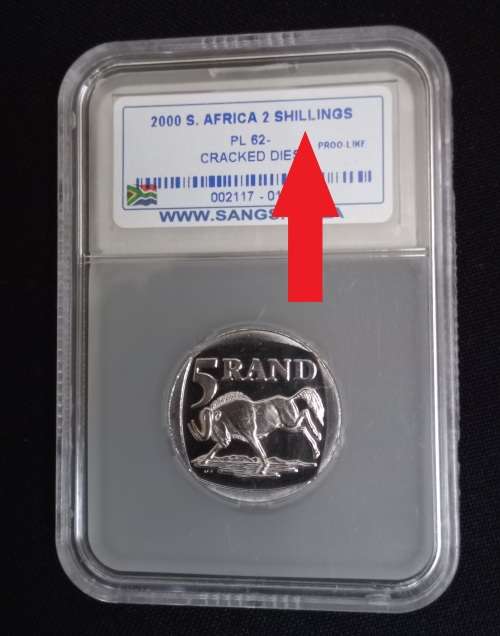 2000 S. AFRICA 2 SHILLINGS
PL 62-
PROO-LIKE
CRACKED DIES
002117 - 01
WWW.SANGS
5 RAND